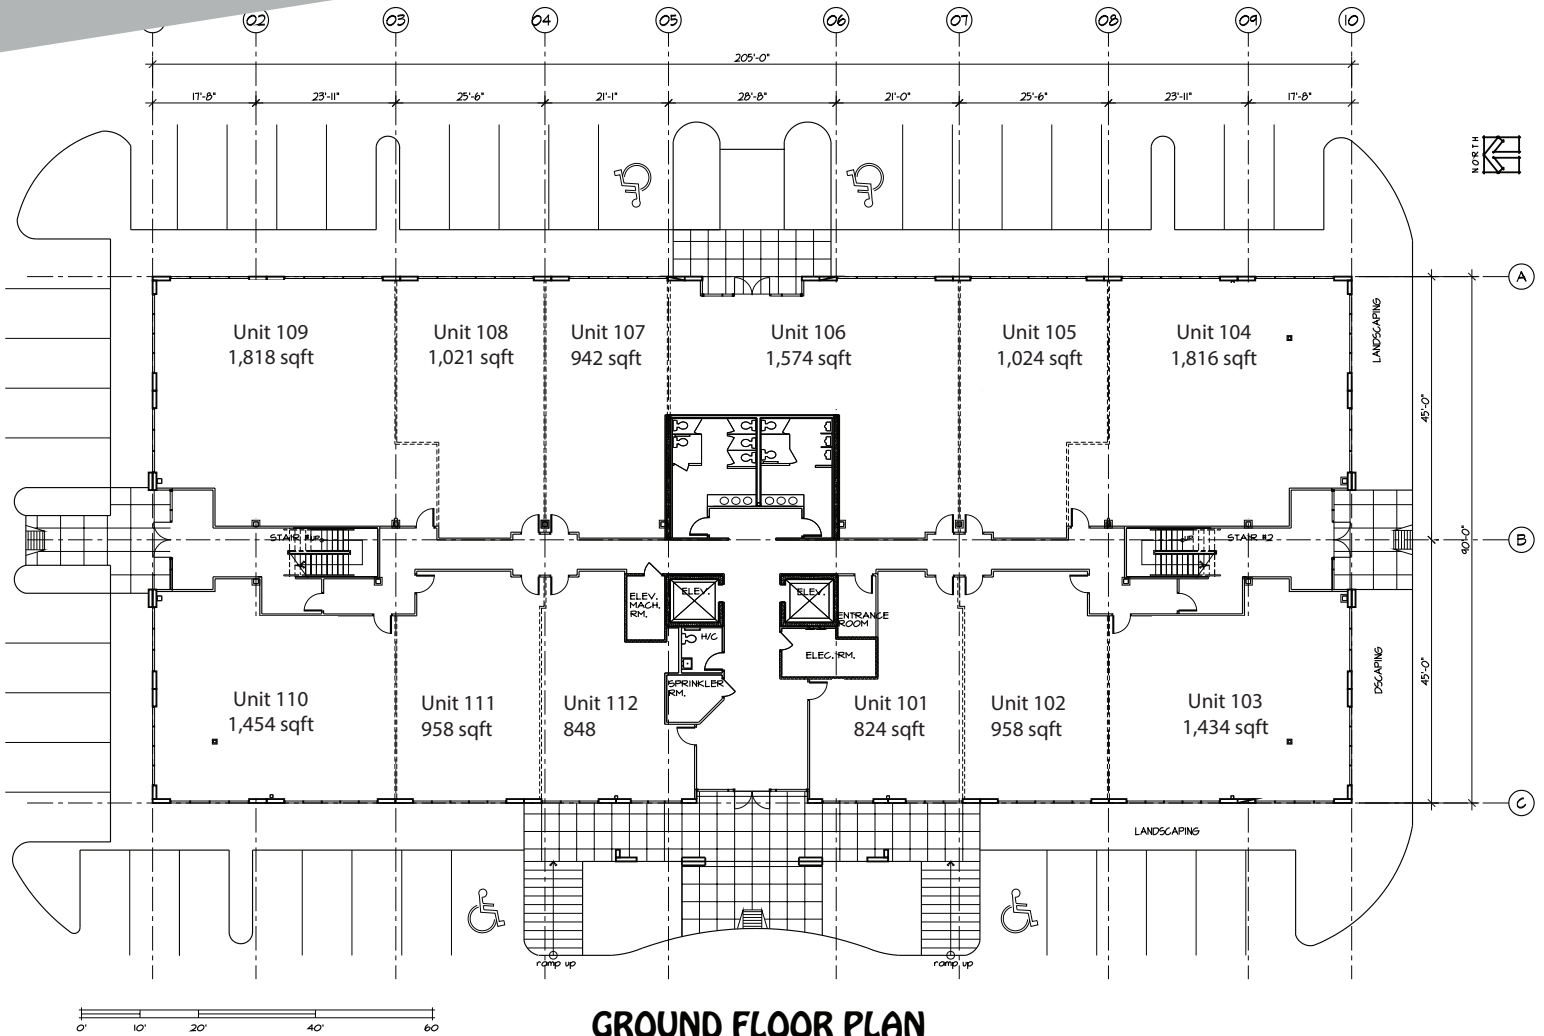 02 03 04 05 06 07 08 09 10
205'-0"
17'-8" 23'-11" 25'-6" 21'-1" 28'-8" 21'-0" 25'-6" 23'-11" 17'-8"
NORTH
A
Unit 109
1,818 sqft
Unit 108
1,021 sqft
Unit 107
942 sqft
Unit 106
1,574 sqft
Unit 105
1,024 sqft
Unit 104
1,816 sqft
LANDSCAPING
45'-0"
STAIR #1
UP
UP
STAIR #2
90'-0"
B
ELEV.
MACH.
RM.
ELEV.
ELEV.
H/C
ENTRANCE
ROOM
ELEC. RM.
SPRINKLER
RM.
Unit 110
1,454 sqft
Unit 111
958 sqft
Unit 112
848
Unit 101
824 sqft
Unit 102
958 sqft
Unit 103
1,434 sqft
DSCAPING
45'-0"
C
LANDSCAPING
ramp up
ramp up
0' 10' 20' 40' 60
GROUND FLOOR PLAN